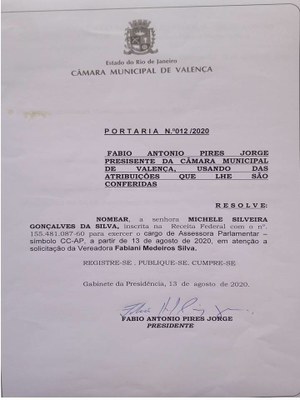 Estado do Rio de Janeiro
CÂMARA MUNICIPAL DE VALENÇA
PORTARIA N.º012 /2020
FABIO ANTONIO PIRES JORGE
PRESISENTE DA CÂMARA MUNICIPAL
DE VALENÇA, USANDO DAS
ATRIBUIÇÕES QUE LHE SÃO
CONFERIDAS
RESOLVE:
NOMEAR, a senhora MICHELE SILVEIRA
GONÇALVES DA SILVA, inscrita na Receita Federal com o n°.
155.481.087-60 para exercer o cargo de Assessora Parlamentar –
símbolo CC-AP, a partir de 13 de agosto de 2020, em atenção a
solicitação da Vereadora Fabiani Medeiros Silva.
REGISTRE-SE . PUBLIQUE-SE. CUMPRE-SE
Gabinete da Presidência, 13 de agosto de 2020.
FABIO ANTONIO PIRES JORGE
PRESIDENTE